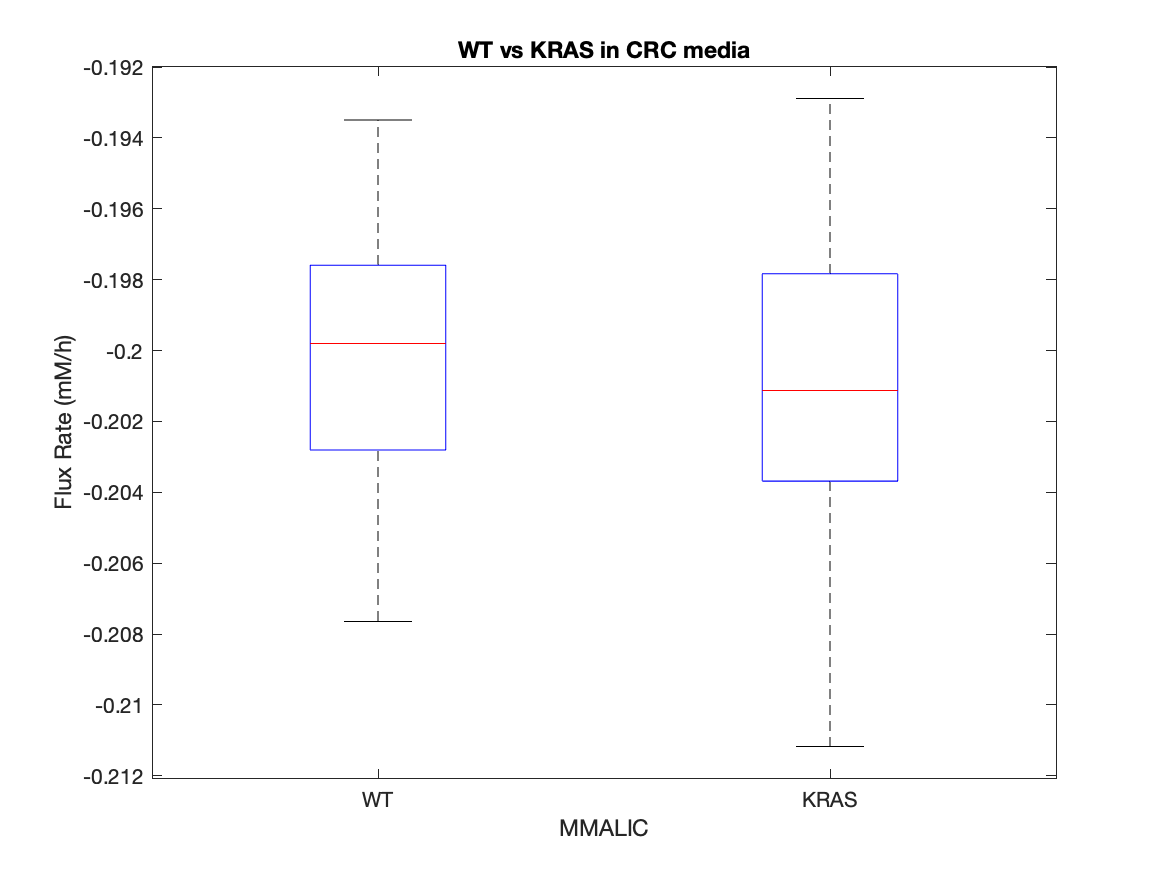 WT vs KRAS in CRC media
-0.192
-0.194
-0.196
-0.198
-0.2
-0.202
-0.204
-0.206
-0.208
-0.21
-0.212
Flux Rate (mM/h)
WT KRAS
MMALIC